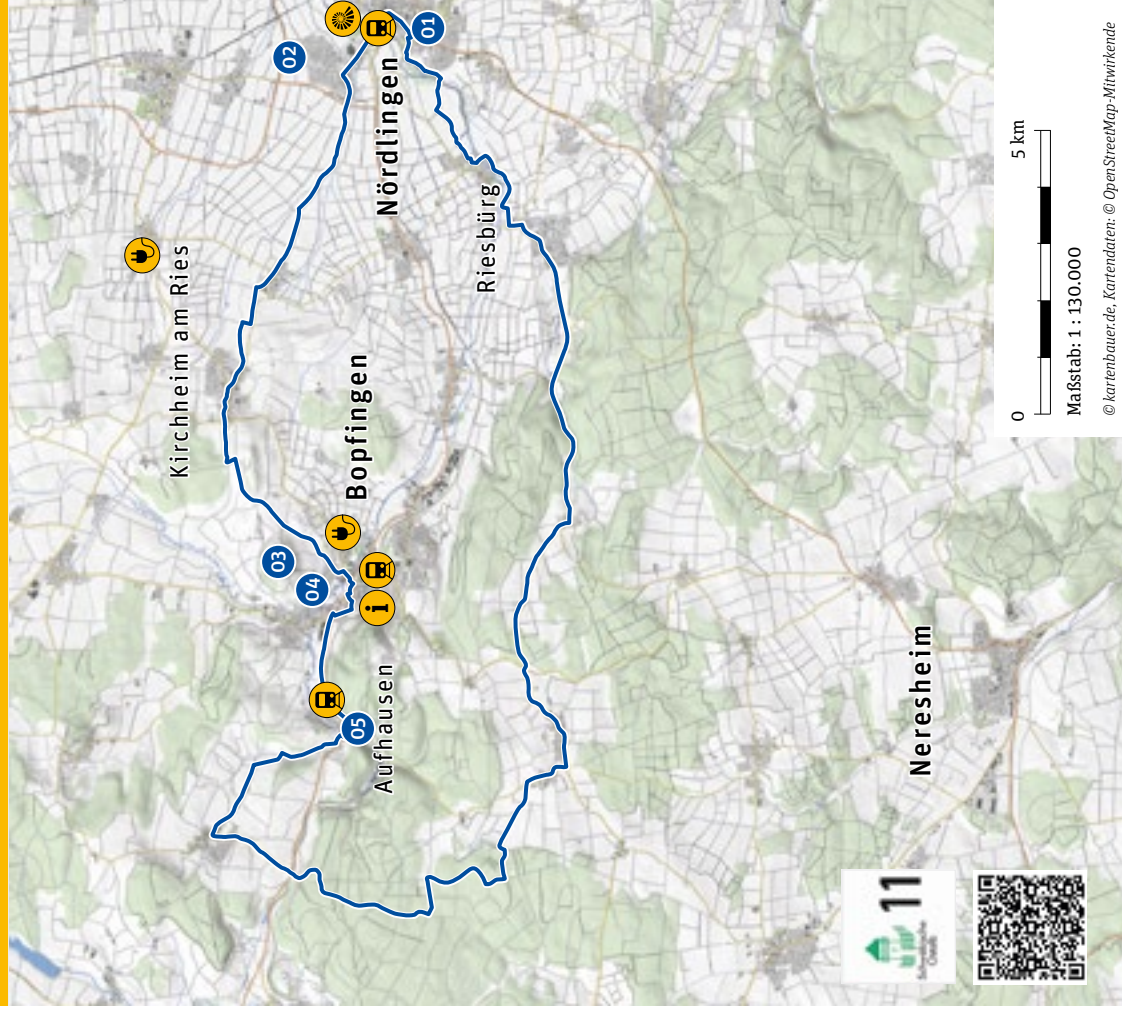 02
01
Nördlingen
Kirchheim am Ries
Riesbürg
Bopfingen
03
04
i
05
Aufhausen
Neresheim
11
0
5 km
Maßstab: 1 : 130.000
© kartenbauer.de, Kartendaten: © OpenStreetMap-Mitwirkende